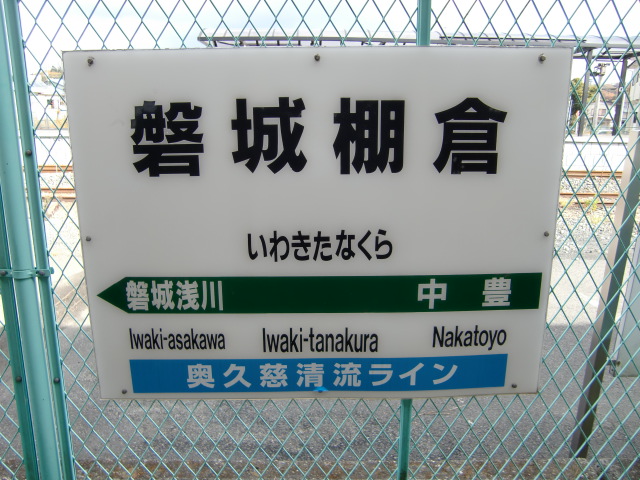 磐城棚倉
いわきたなくら
磐城浅川 中豊
Iwaki-asakawa Iwaki-tanakura Nakatoyo
奥久慈清流ライン